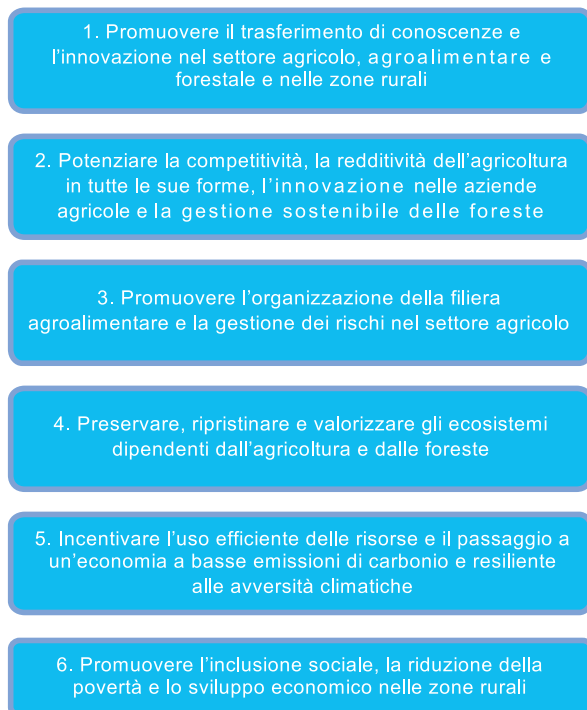 1. Promuovere il trasferimento di conoscenze e
l'innovazione nel settore agricolo, agroalimentare e
forestale e nelle zone rurali
2. Potenziare la competitività, la redditività dell'agricoltura
in tutte le sue forme, l'innovazione nelle aziende
agricole e la gestione sostenibile delle foreste
3. Promuovere l'organizzazione della filiera
agroalimentare e la gestione dei rischi nel settore agricolo
4. Preservare, ripristinare e valorizzare gli ecosistemi
dipendenti dall'agricoltura e dalle foreste
5. Incentivare l'uso efficiente delle risorse e il passaggio a
un'economia a basse emissioni di carbonio e resiliente
alle avversità climatiche
6. Promuovere l'inclusione sociale, la riduzione della
povertà e lo sviluppo economico nelle zone rurali